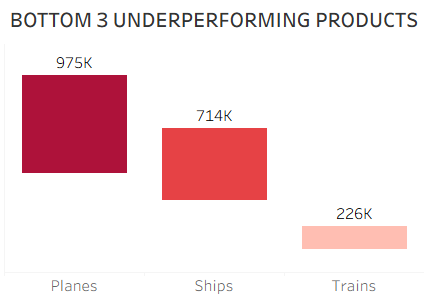 BOTTOM 3 UNDERPERFORMING PRODUCTS
975K
714K
226K
Planes
Ships
Trains